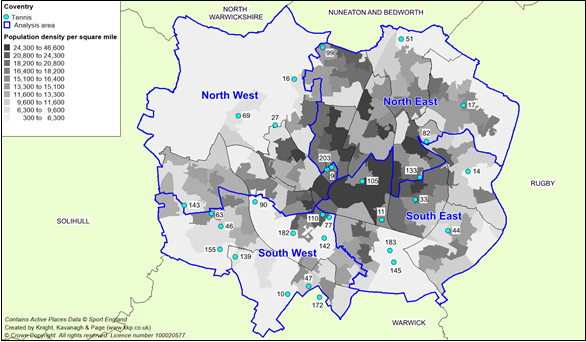 Coventry
Tennis
Analysis area
Population density per square mile
24,300 to 46,600
20,800 to 24,300
18,200 to 20,800
16,400 to 18,200
15,100 to 16,400
13,300 to 15,100
11,600 to 13,300
9,600 to 11,600
6,300 to 9,600
300 to 6,300
NORTH
WARWICKSHIRE
NUNEATON AND BEDWORTH
51
99
16
North West
North East
69
27
17
82
203
9
105
133
14
RUGBY
143
63
90
33
SOLIHULL
46
110
77
11
South East
44
182
142
155
139
South West
183
145
47
10
172
WARWICK
Contains Active Places Data © Sport England
Created by Knight, Kavanagh & Page (www.kkp.co.uk)
© Crown Copyright. All rights reserved. Licence number 100020577.